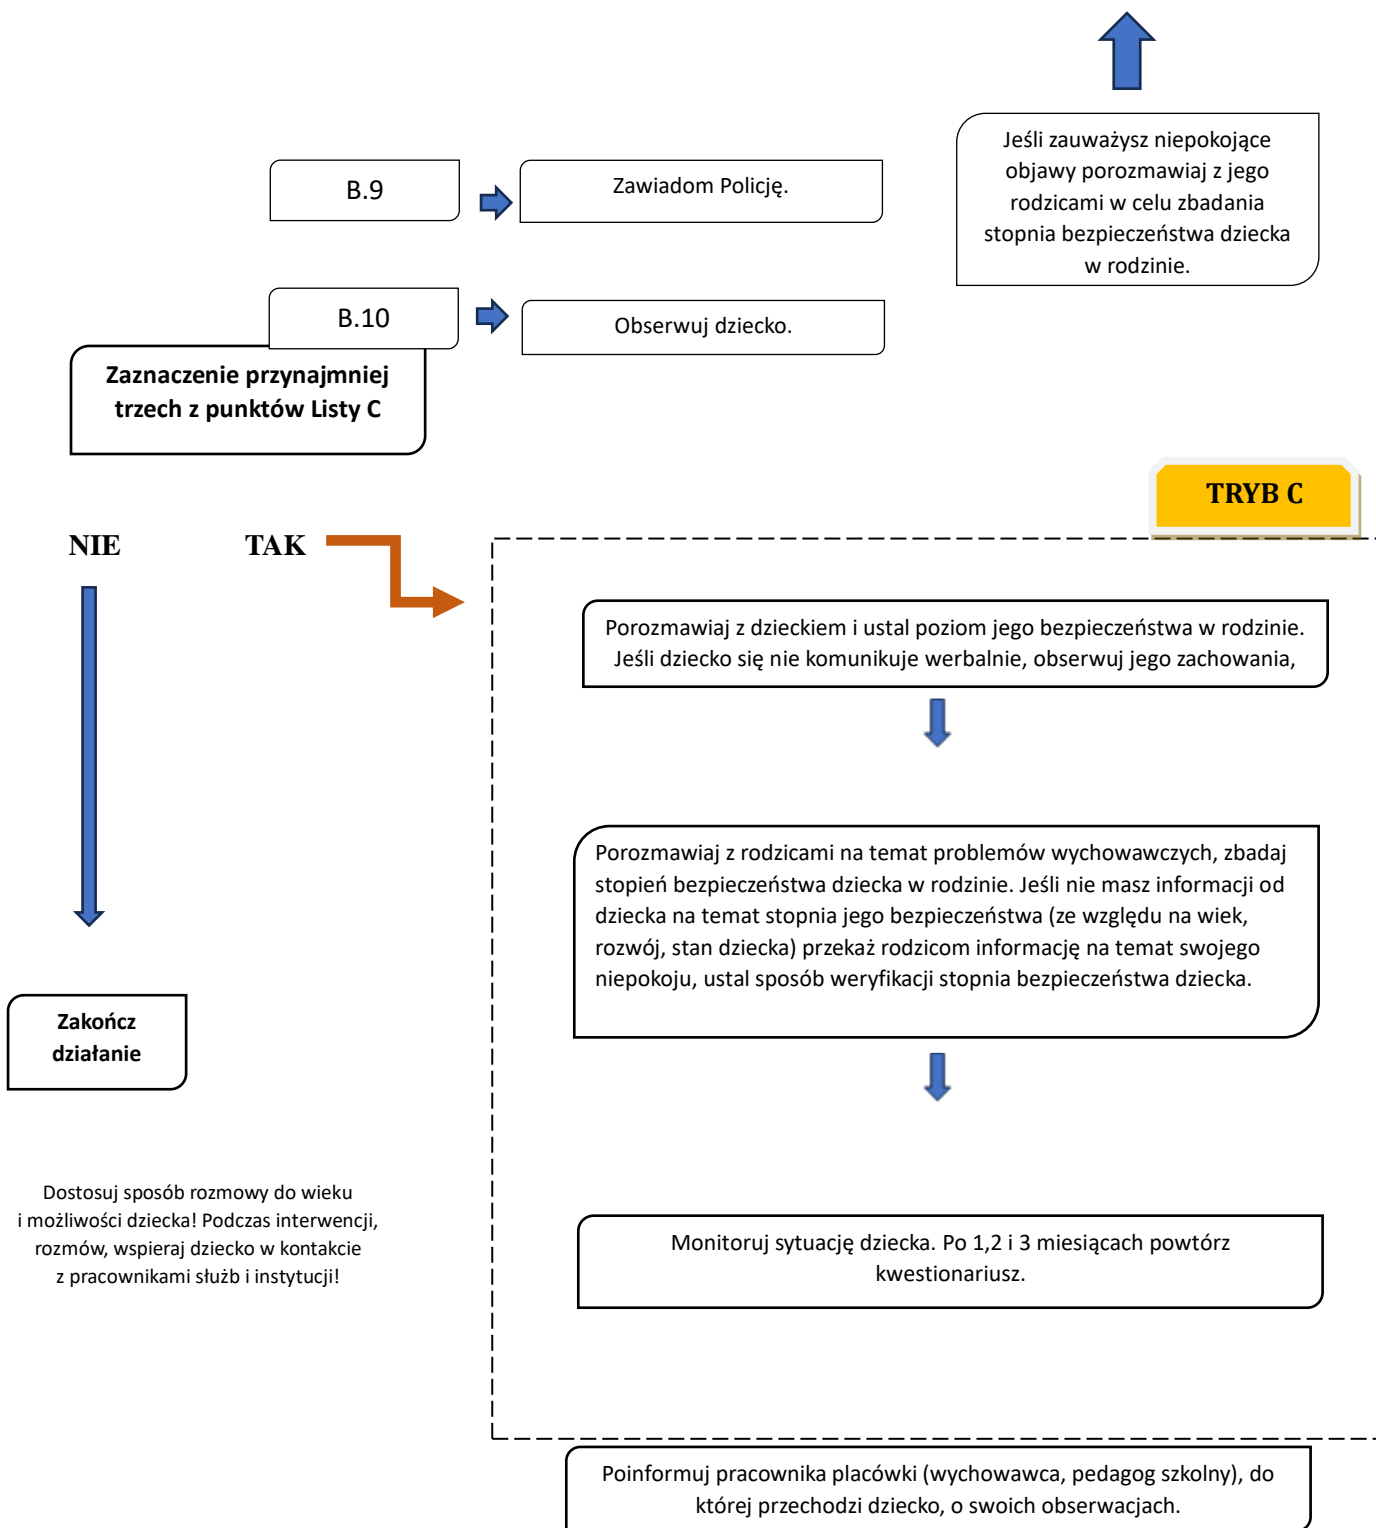 Jeśli zauważysz niepokojące
objawy porozmawiaj z jego
rodzicami w celu zbadania
stopnia bezpieczeństwa dziecka
w rodzinie.
B.9
Zawiadom Policję.
B.10
Obserwuj dziecko.
Zaznaczenie przynajmniej
trzech z punktów Listy C
TRYB C
NIE
TAK
Porozmawiaj z dzieckiem i ustal poziom jego bezpieczeństwa w rodzinie.
Jeśli dziecko się nie komunikuje werbalnie, obserwuj jego zachowania,
Porozmawiaj z rodzicami na temat problemów wychowawczych, zbadaj
stopień bezpieczeństwa dziecka w rodzinie. Jeśli nie masz informacji od
dziecka na temat stopnia jego bezpieczeństwa (ze względu na wiek,
rozwój, stan dziecka) przekaż rodzicom informację na temat swojego
niepokoju, ustal sposób weryfikacji stopnia bezpieczeństwa dziecka.
Zakończ
działanie
Dostosuj sposób rozmowy do wieku
i możliwości dziecka! Podczas interwencji,
rozmów, wspieraj dziecko w kontakcie
z pracownikami służb i instytucji!
Monitoruj sytuację dziecka. Po 1,2 i 3 miesiącach powtórz
kwestionariusz.
Poinformuj pracownika placówki (wychowawca, pedagog szkolny), do
której przechodzi dziecko, o swoich obserwacjach.